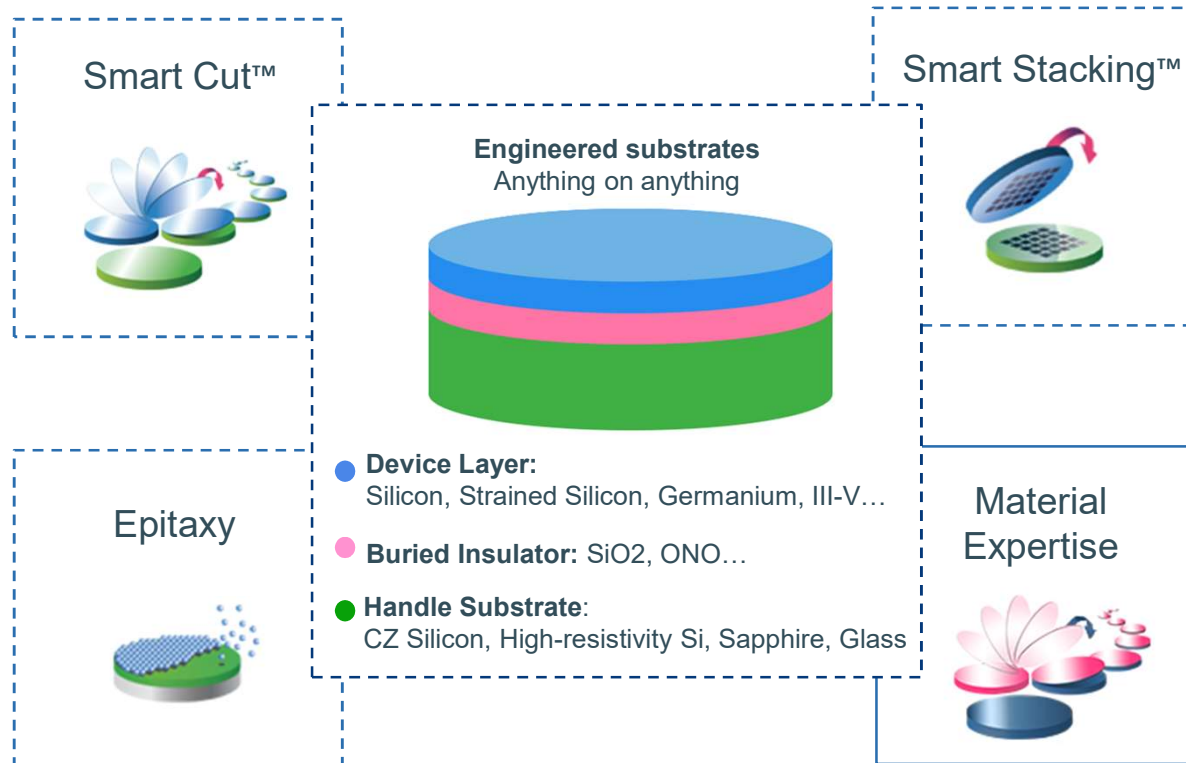 Smart Cut™
Smart Stacking™
Engineered substrates
Anything on anything
Device Layer:
Silicon, Strained Silicon, Germanium, III-V…
Buried Insulator: SiO2, ONO…
Handle Substrate:
CZ Silicon, High-resistivity Si, Sapphire, Glass
Epitaxy
Material
Expertise